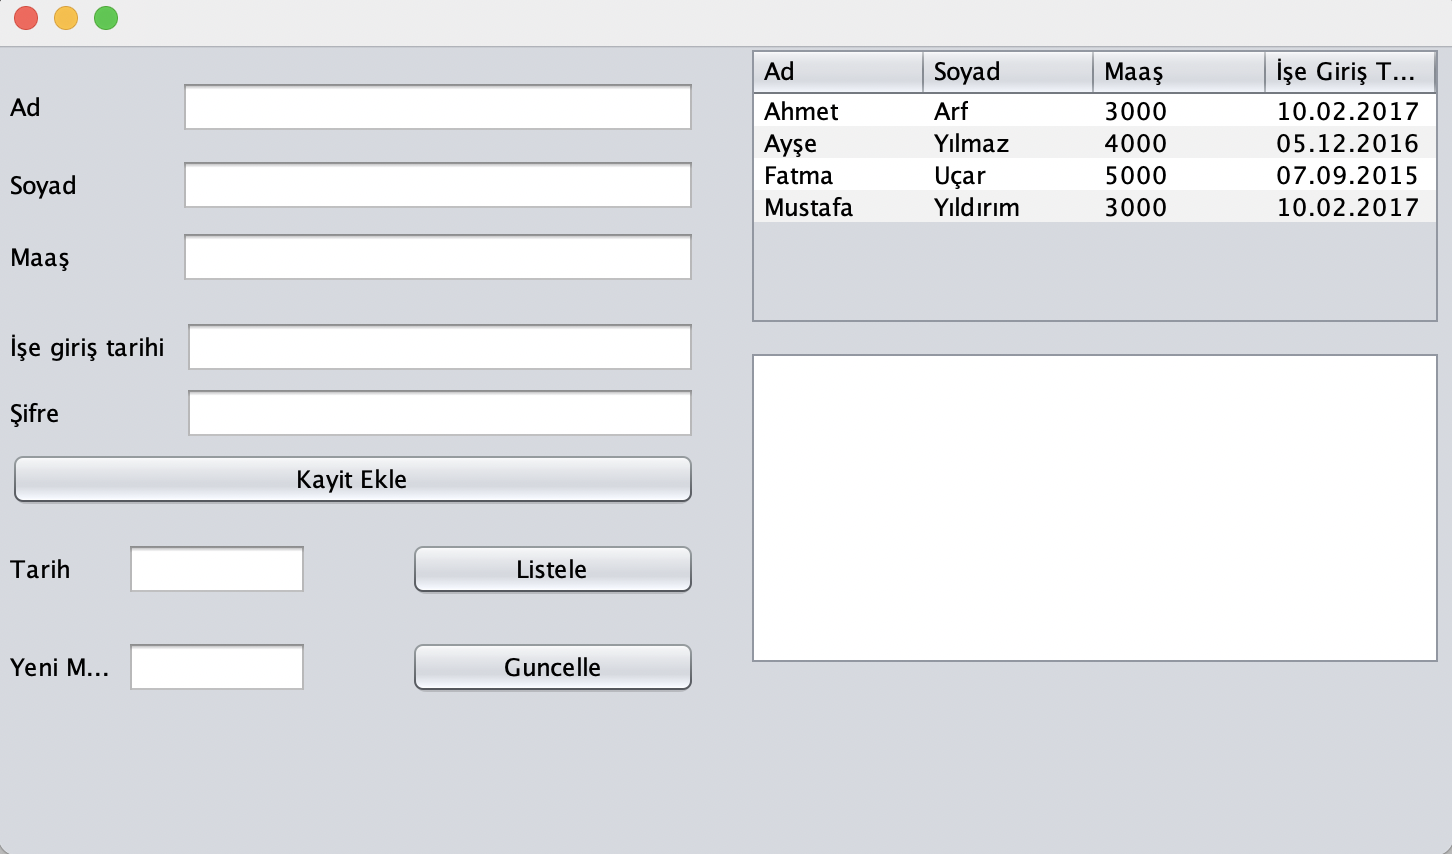 Ad
Soyad
Maaş
İşe giriş tarihi
Şifre
Kayit Ekle
Tarih
Listele
Yeni M...
Guncelle
Ad Soyad Maaş İşe Giriş T...
Ahmet Arf 3000 10.02.2017
Ayşe Yılmaz 4000 05.12.2016
Fatma Uçar 5000 07.09.2015
Mustafa Yıldırım 3000 10.02.2017